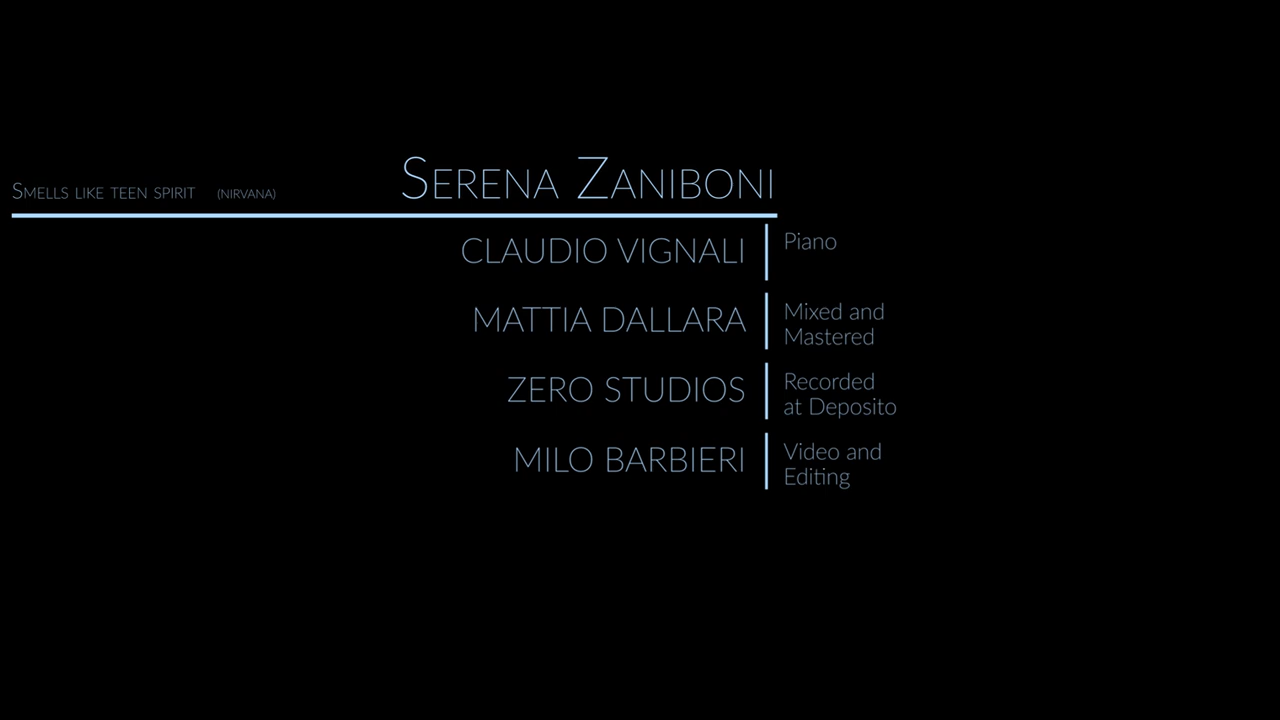 Smells like teen spirit (Nirvana)
Serena Zaniboni
CLAUDIO VIGNALI
Piano
MATTIA DALLARA
Mixed and
Mastered
ZERO STUDIOS
Recorded
at Deposito
MILO BARBIERI
Video and
Editing